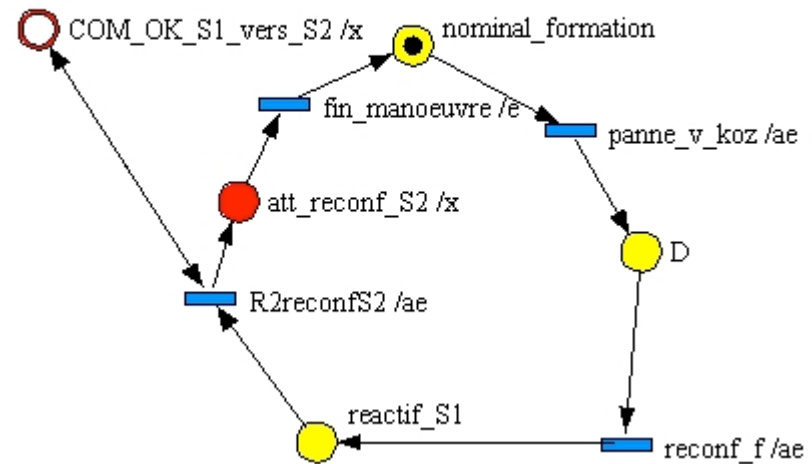 COM_OK_S1_vers_S2 /x
nominal_formation
fin_manoeuvre /e
panne_v_koz /ae
att_reconf_S2 /x
D
R2reconfS2 /ae
reactif_S1
reconf_f /ae